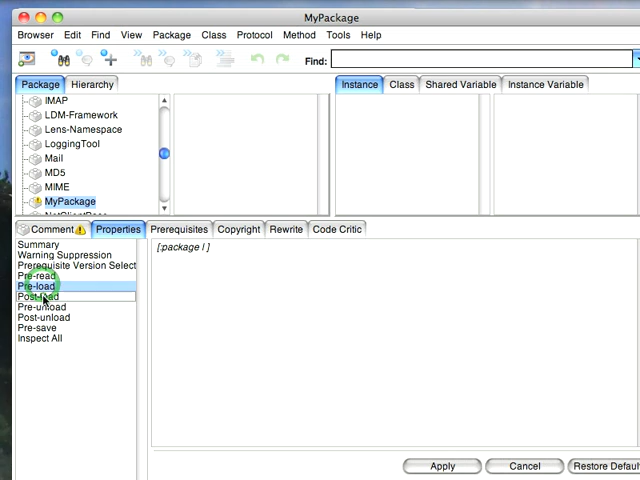 MyPackage
Browser Edit Find View Package Class Protocol Method Tools Help
Find:
Package Hierarchy Instance Class Shared Variable Instance Variable
IMAP
LDM-Framework
Lens-Namespace
LoggingTool
Mail
MD5
MIME
MyPackage
Comment Properties Prerequisites Copyright Rewrite Code Critic
Summary
Warning Suppression
Prerequisite Version Select
Pre-read
Pre-load
Post-load
Pre-unload
Post-unload
Pre-save
Inspect All
[:package | ]
Apply Cancel Restore Defaul